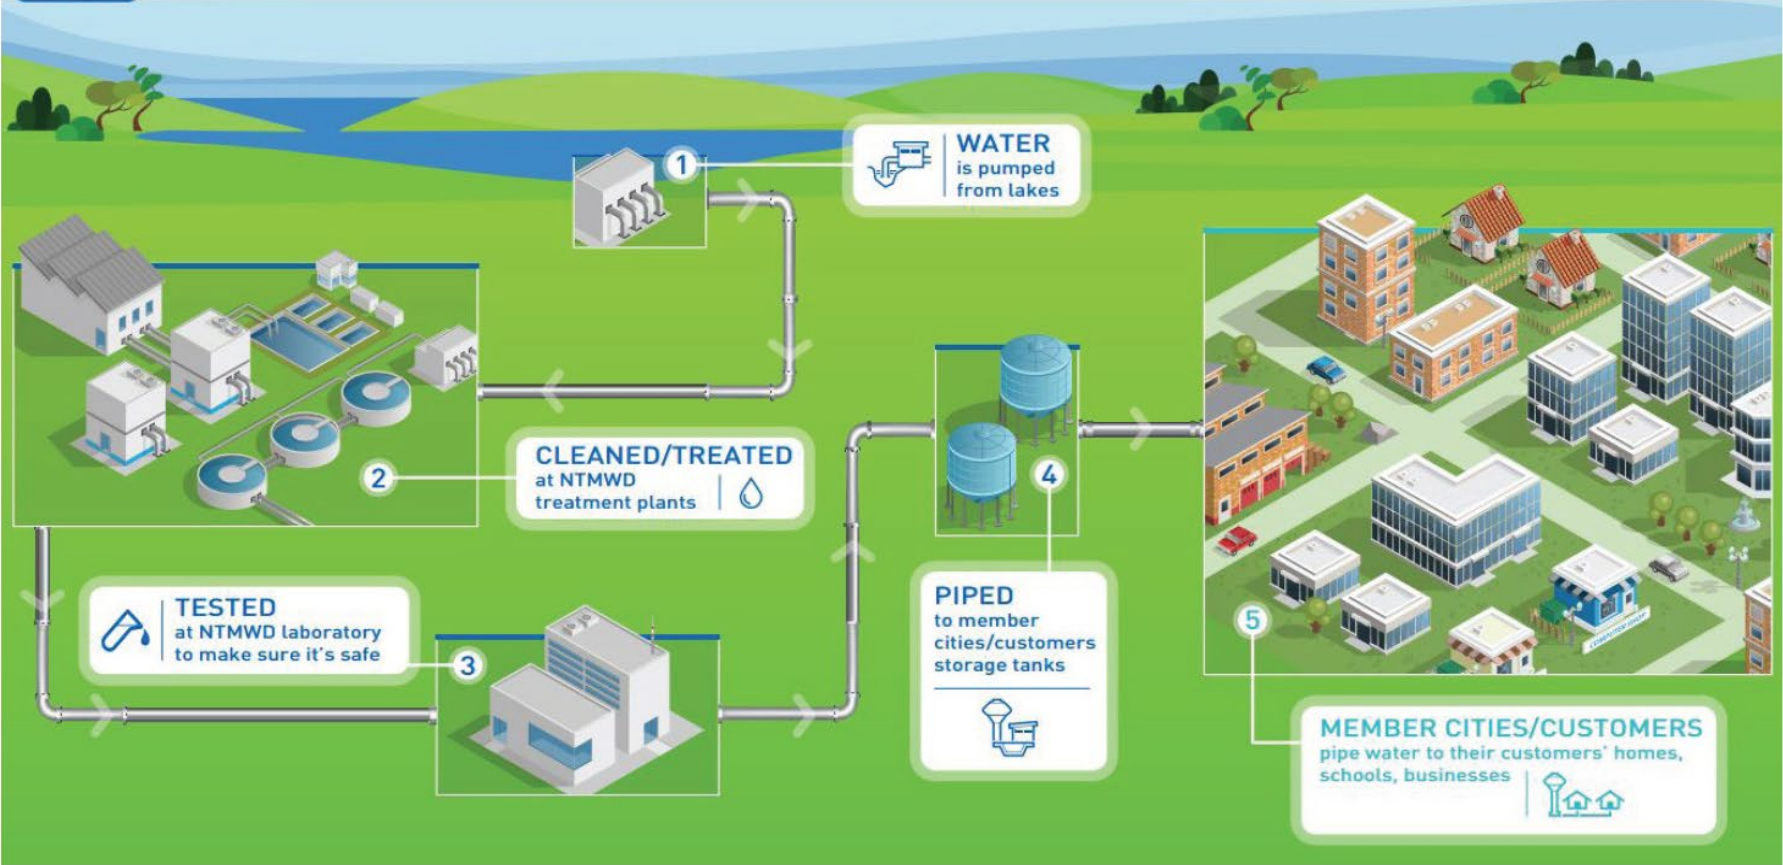 1
WATER
is pumped
from lakes
2
CLEANED/TREATED
at NTMWD
treatment plants
TESTED
at NTMWD laboratory
to make sure it's safe
3
4
PIPED
to member
cities/customers
storage tanks
5
MEMBER CITIES/CUSTOMERS
pipe water to their customers' homes,
schools, businesses
COMPUTER SHOP